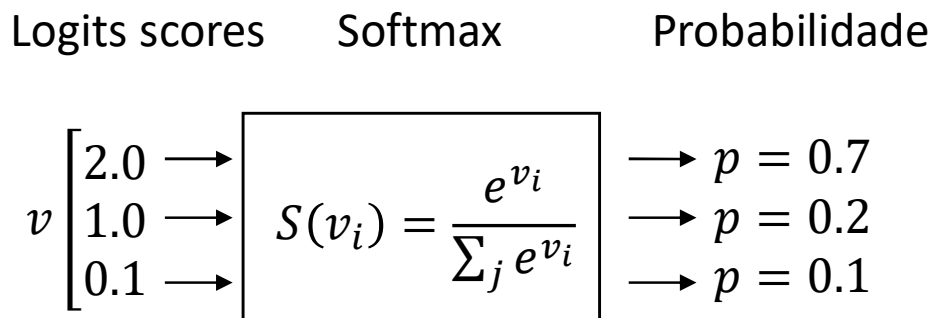 Logits scores Softmax Probabilidade
v [ 2.0 → S(v_i) = e^{v_i} / ∑_j e^{v_i} → p = 0.7
1.0 → → p = 0.2
0.1 → → p = 0.1